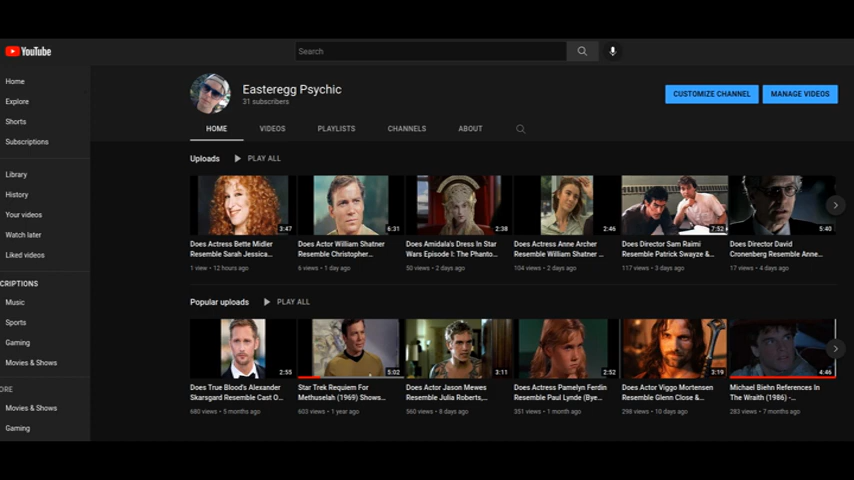 YouTube
Search
Home
Explore
Shorts
Subscriptions
Library
History
Your videos
Watch later
Liked videos
CRIPTIONS
Music
Sports
Gaming
Movies & Shows
ORE
Movies & Shows
Gaming
Easteregg Psychic
31 subscribers
CUSTOMIZE CHANNEL
MANAGE VIDEOS
HOME VIDEOS PLAYLISTS CHANNELS ABOUT
Uploads PLAY ALL
3:47
Does Actress Bette Midler
Resemble Sarah Jessica...
1 view • 12 hours ago
6:31
Does Actor William Shatner
Resemble Christopher...
6 views • 1 day ago
2:38
Does Amidala's Dress In Star
Wars Episode I: The Phanto...
50 views • 2 days ago
2:46
Does Actress Anne Archer
Resemble William Shatner ...
104 views • 2 days ago
7:52
Does Director Sam Raimi
Resemble Patrick Swayze &...
117 views • 3 days ago
5:40
Does Director David
Cronenberg Resemble Anne...
17 views • 4 days ago
Popular uploads PLAY ALL
2:55
Does True Blood's Alexander
Skarsgard Resemble Cast O...
680 views • 5 months ago
5:02
Star Trek Requiem For
Methuselah (1969) Shows...
603 views • 1 year ago
3:11
Does Actor Jason Mewes
Resemble Julia Roberts,...
560 views • 8 days ago
2:52
Does Actress Pamelyn Ferdin
Resemble Paul Lynde (Bye...
351 views • 1 month ago
3:19
Does Actor Viggo Mortensen
Resemble Glenn Close &...
298 views • 10 days ago
4:46
Michael Biehn References In
The Wraith (1986) -...
283 views • 7 months ago